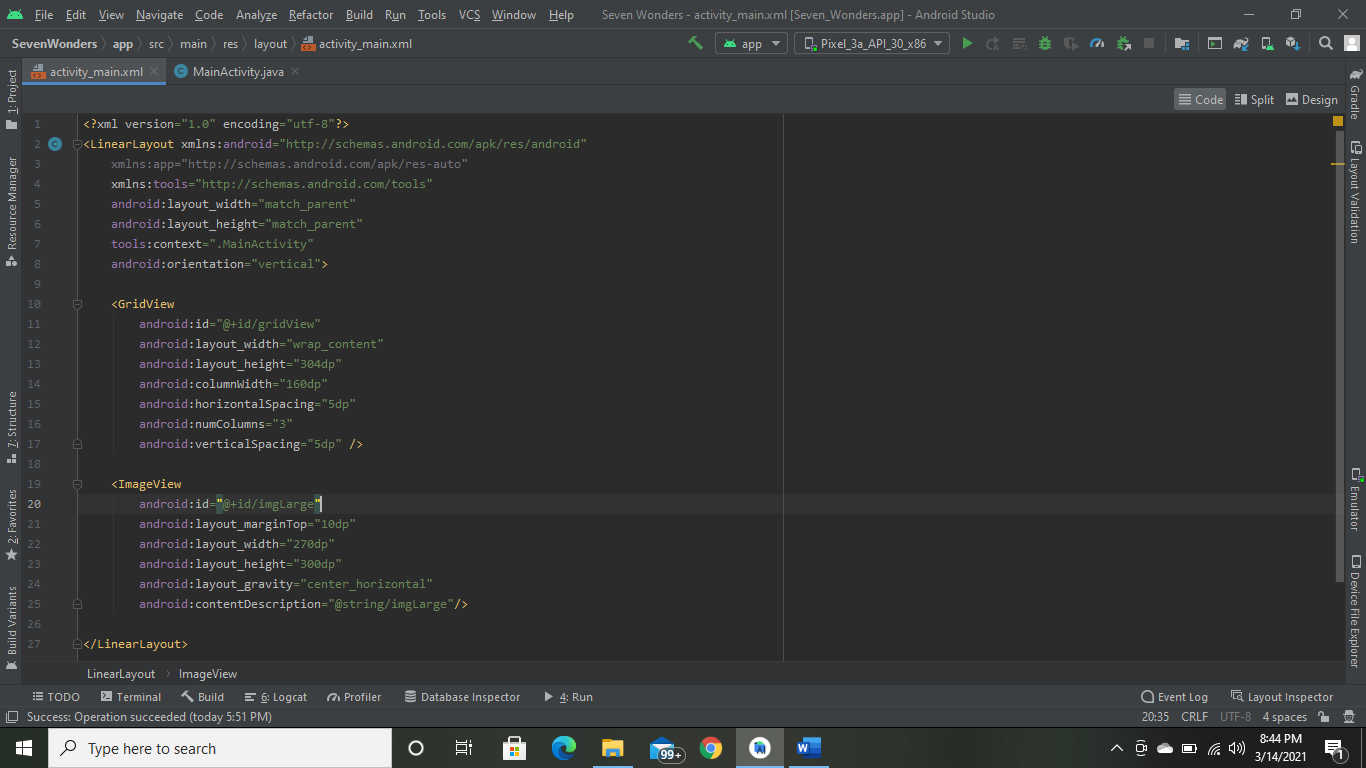 File Edit View Navigate Code Analyze Refactor Build Run Tools VCS Window Help Seven Wonders - activity_main.xml [Seven_Wonders.app] - Android Studio
SevenWonders app src main res layout activity_main.xml app Pixel_3a_API_30_x86
activity_main.xml MainActivity.java
Code Split Design
1 <?xml version="1.0" encoding="utf-8"?>
2 <LinearLayout xmlns:android="http://schemas.android.com/apk/res/android"
3 xmlns:app="http://schemas.android.com/apk/res-auto"
4 xmlns:tools="http://schemas.android.com/tools"
5 android:layout_width="match_parent"
6 android:layout_height="match_parent"
7 tools:context=".MainActivity"
8 android:orientation="vertical">
9
10 <GridView
11 android:id="@+id/gridView"
12 android:layout_width="wrap_content"
13 android:layout_height="304dp"
14 android:columnWidth="160dp"
15 android:horizontalSpacing="5dp"
16 android:numColumns="3"
17 android:verticalSpacing="5dp" />
18
19 <ImageView
20 android:id="@+id/imgLarge"
21 android:layout_marginTop="10dp"
22 android:layout_width="270dp"
23 android:layout_height="300dp"
24 android:layout_gravity="center_horizontal"
25 android:contentDescription="@string/imgLarge"/>
26
27 </LinearLayout>
1: Project
Resource Manager
7: Structure
2: Favorites
Build Variants
Gradle
Layout Validation
Emulator
Device File Explorer
LinearLayout ImageView
TODO Terminal Build 6: Logcat Profiler Database Inspector 4: Run Event Log Layout Inspector
Success: Operation succeeded (today 5:51 PM) 20:35 CRLF UTF-8 4 spaces
Type here to search 99+ 8:44 PM
3/14/2021 1